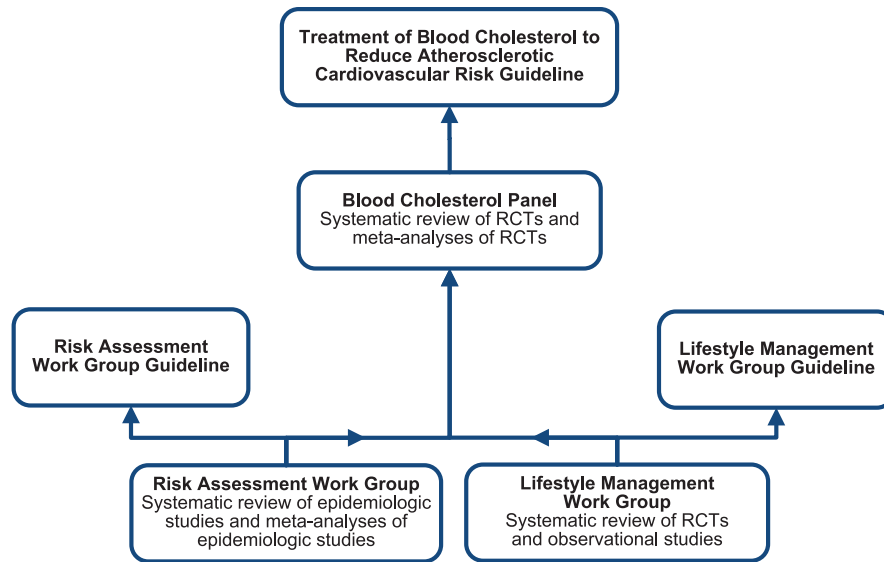 Treatment of Blood Cholesterol to
Reduce Atherosclerotic
Cardiovascular Risk Guideline
Blood Cholesterol Panel
Systematic review of RCTs and
meta-analyses of RCTs
Risk Assessment
Work Group Guideline
Lifestyle Management
Work Group Guideline
Risk Assessment Work Group
Systematic review of epidemiologic
studies and meta-analyses of
epidemiologic studies
Lifestyle Management
Work Group
Systematic review of RCTs
and observational studies